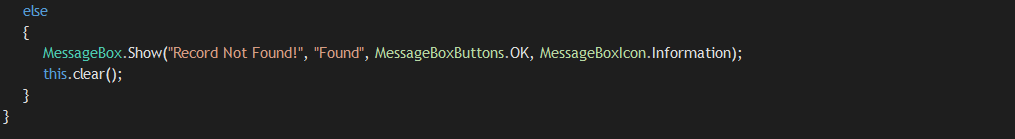 else
{
MessageBox.Show("Record Not Found!", "Found", MessageBoxButtons.OK, MessageBoxIcon.Information);
this.clear();
}
}